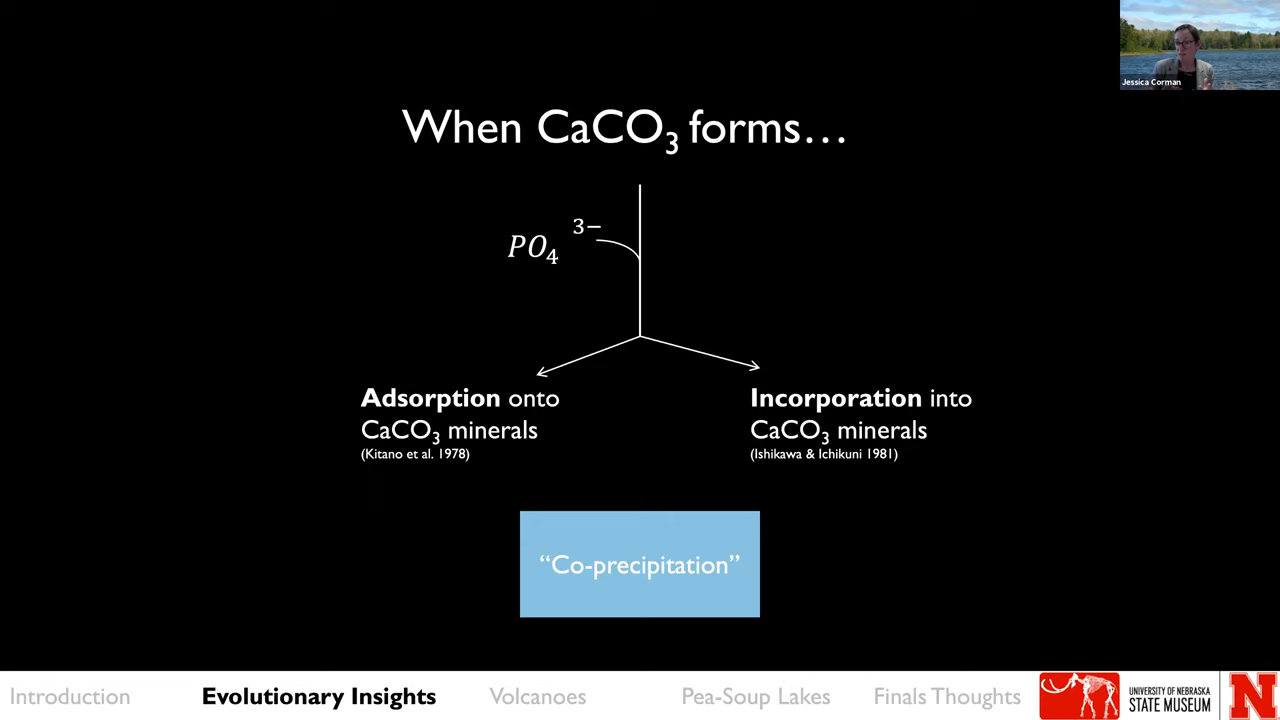 Jessica Corman
When CaCO₃ forms…
PO₄ ³⁻
Adsorption onto
CaCO₃ minerals
(Kitano et al. 1978)
Incorporation into
CaCO₃ minerals
(Ishikawa & Ichikuni 1981)
“Co-precipitation”
Introduction
Evolutionary Insights
Volcanoes
Pea-Soup Lakes
Finals Thoughts
UNIVERSITY OF NEBRASKA
STATE MUSEUM
N